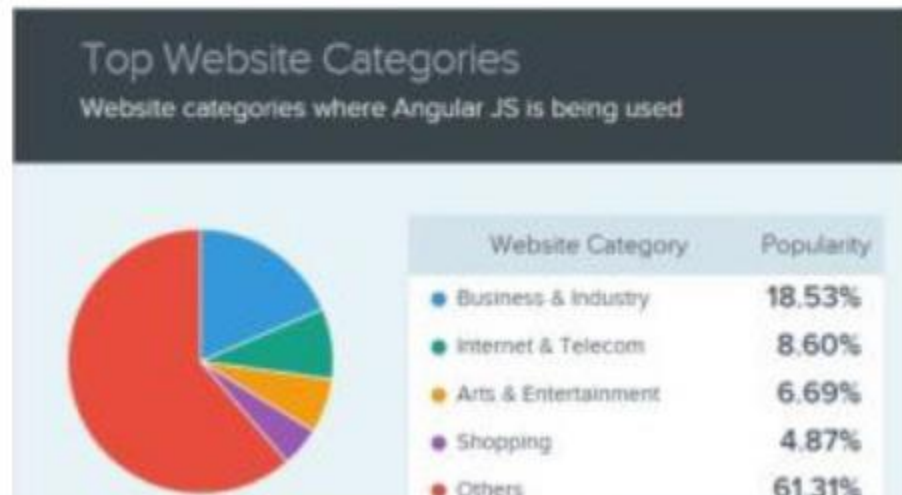 Top Website Categories
Website categories where Angular JS is being used
Website Category Popularity
Business & Industry 18.53%
Internet & Telecom 8.60%
Arts & Entertainment 6.69%
Shopping 4.87%
Others 61.31%